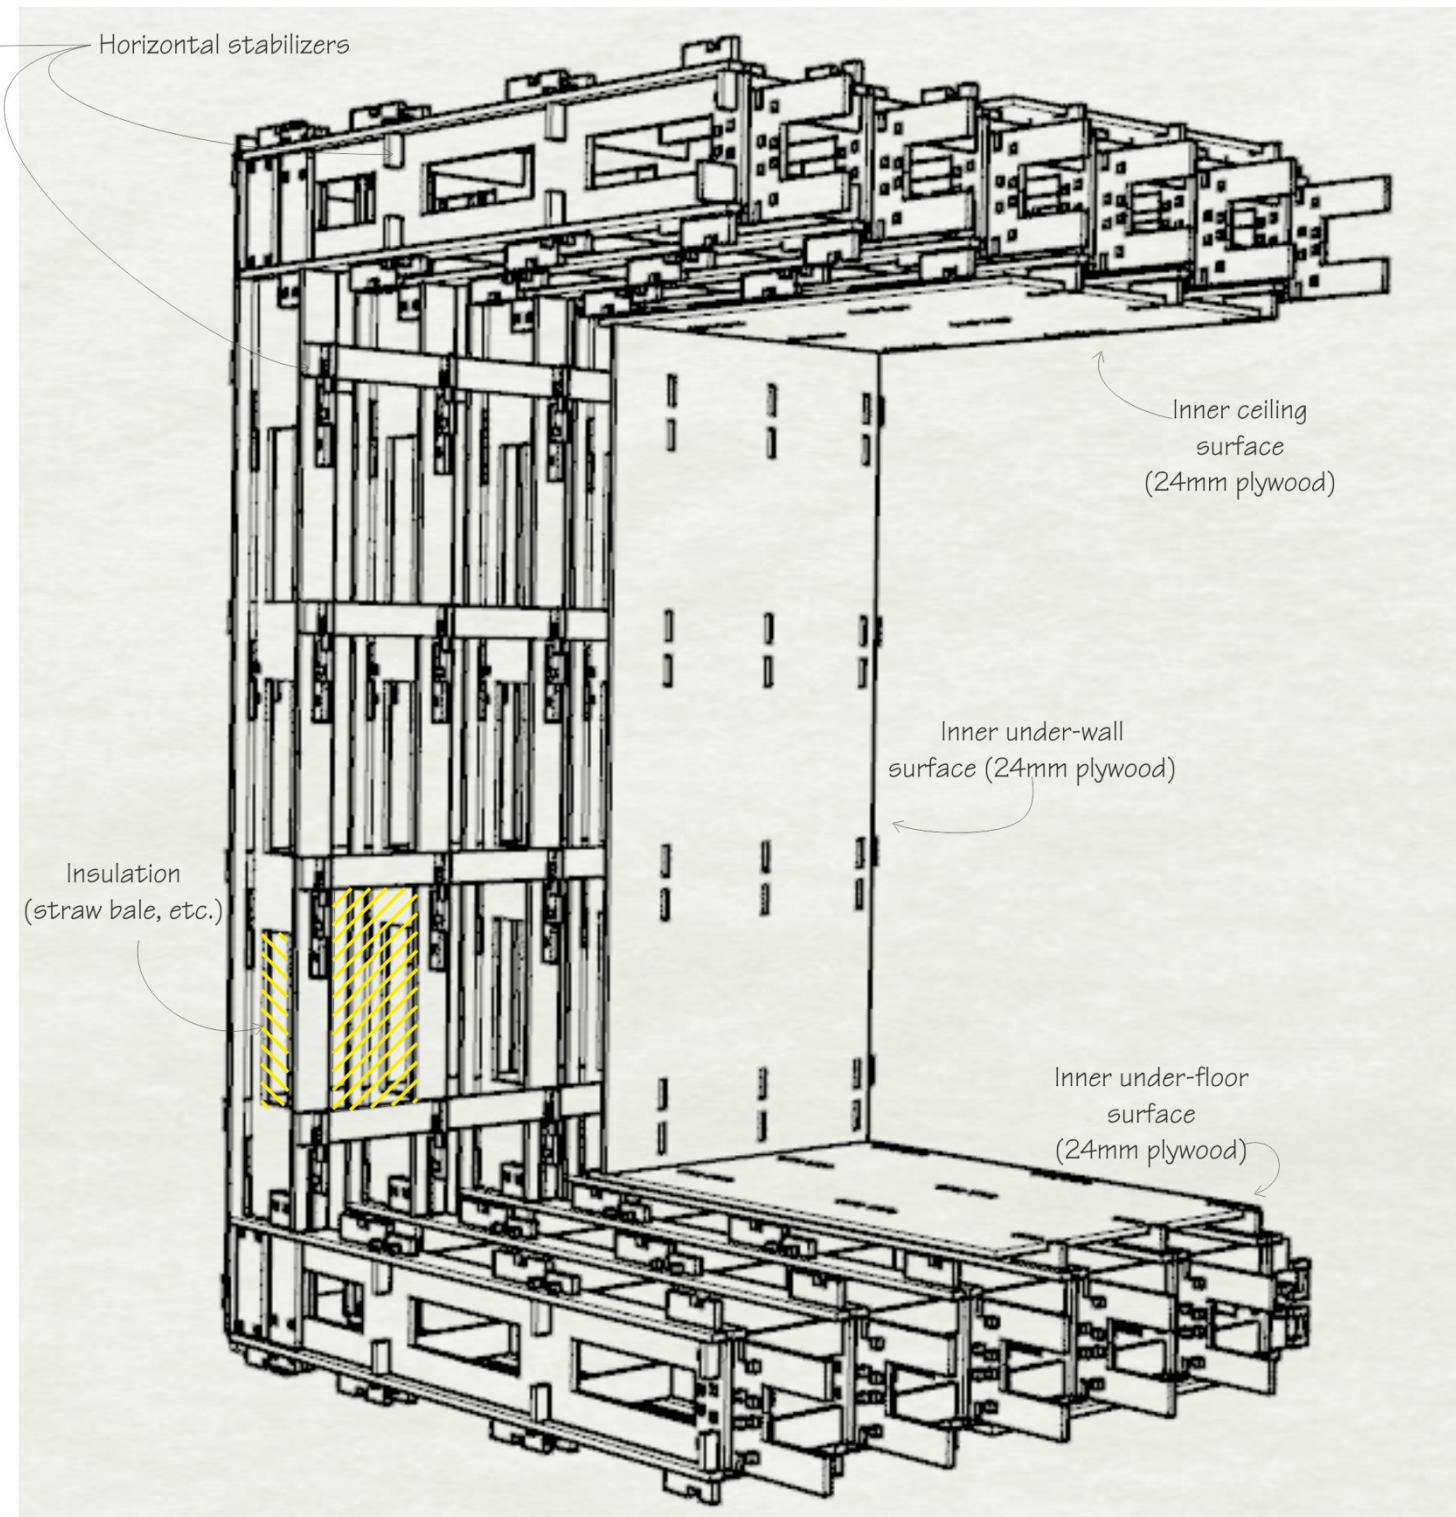 Horizontal stabilizers
Inner ceiling
surface
(24mm plywood)
Inner under-wall
surface (24mm plywood)
Insulation
(straw bale, etc.)
Inner under-floor
surface
(24mm plywood)